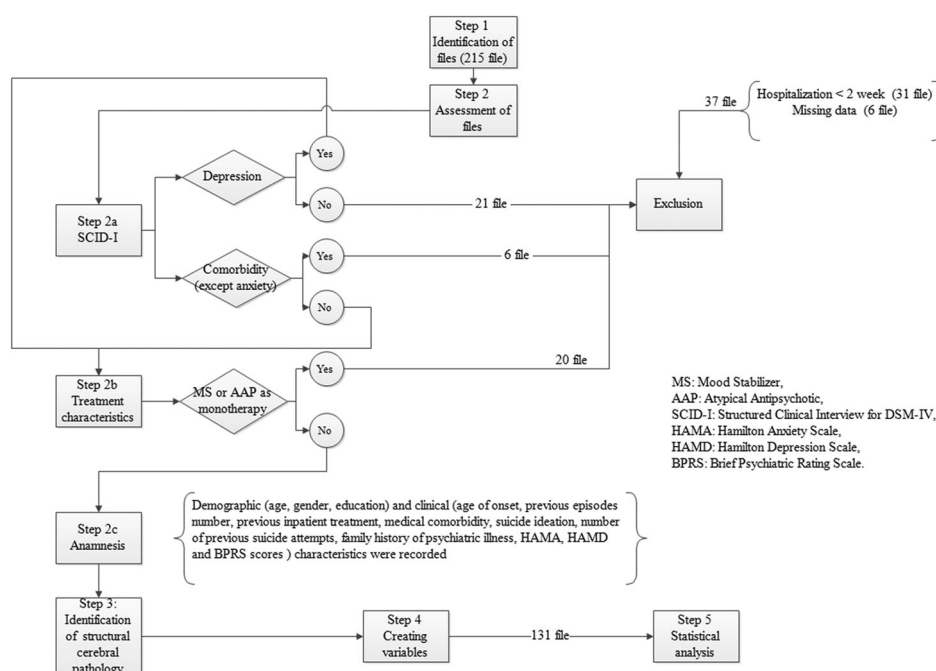 Step 1
Identification of
files (215 file)
Step 2
Assessment of
files
37 file
Hospitalization < 2 week (31 file)
Missing data (6 file)
Yes
Depression
No
21 file
Exclusion
Step 2a
SCID-I
Yes
6 file
Comorbidity
(except anxiety)
No
Yes
20 file
Step 2b
Treatment
characteristics
MS or AAP as
monotherapy
No
MS: Mood Stabilizer,
AAP: Atypical Antipsychotic,
SCID-I: Structured Clinical Interview for DSM-IV,
HAMA: Hamilton Anxiety Scale,
HAMD: Hamilton Depression Scale,
BPRS: Brief Psychiatric Rating Scale.
Step 2c
Anamnesis
Demographic (age, gender, education) and clinical (age of onset, previous episodes
number, previous inpatient treatment, medical comorbidity, suicide ideation, number
of previous suicide attempts, family history of psychiatric illness, HAMA, HAMD
and BPRS scores ) characteristics were recorded
Step 3:
Identification
of structural
cerebral
pathology
Step 4
Creating
variables
131 file
Step 5
Statistical
analysis